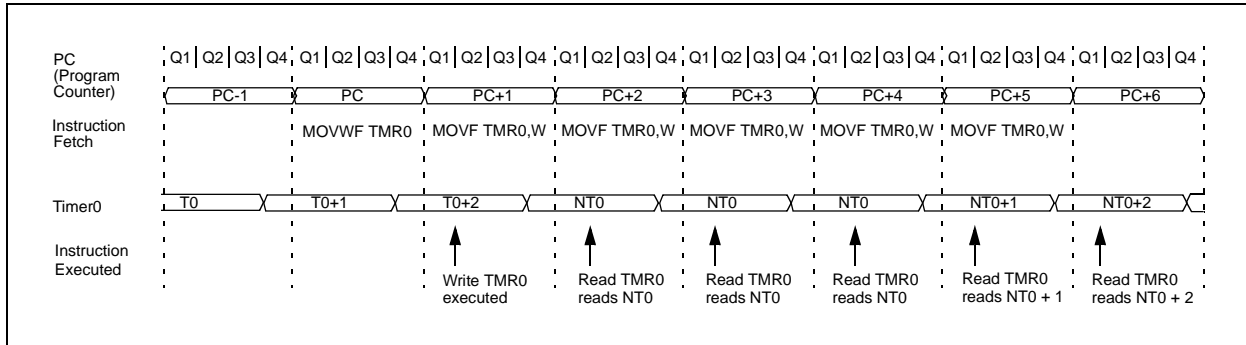 PC
(Program
Counter)
Q1 Q2 Q3 Q4 Q1 Q2 Q3 Q4 Q1 Q2 Q3 Q4 Q1 Q2 Q3 Q4 Q1 Q2 Q3 Q4 Q1 Q2 Q3 Q4 Q1 Q2 Q3 Q4 Q1 Q2 Q3 Q4
PC-1 PC PC+1 PC+2 PC+3 PC+4 PC+5 PC+6
Instruction
Fetch
MOVWF TMR0 MOVF TMR0,W MOVF TMR0,W MOVF TMR0,W MOVF TMR0,W MOVF TMR0,W
Timer0
T0 T0+1 T0+2 NT0 NT0 NT0 NT0+1 NT0+2
Instruction
Executed
Write TMR0
executed
Read TMR0
reads NT0
Read TMR0
reads NT0
Read TMR0
reads NT0
Read TMR0
reads NT0 + 1
Read TMR0
reads NT0 + 2